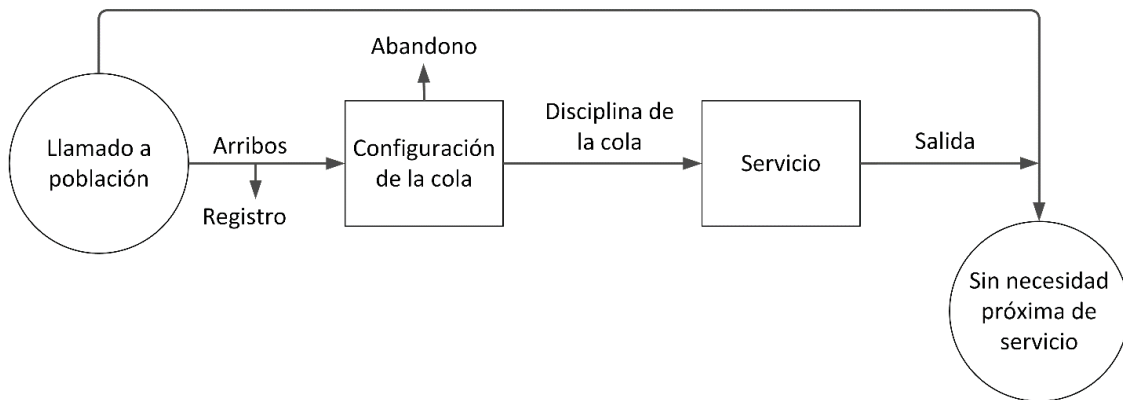 Abandono
Llamado a
población
Arribos
Registro
Configuración
de la cola
Disciplina de
la cola
Servicio
Salida
Sin necesidad
próxima de
servicio